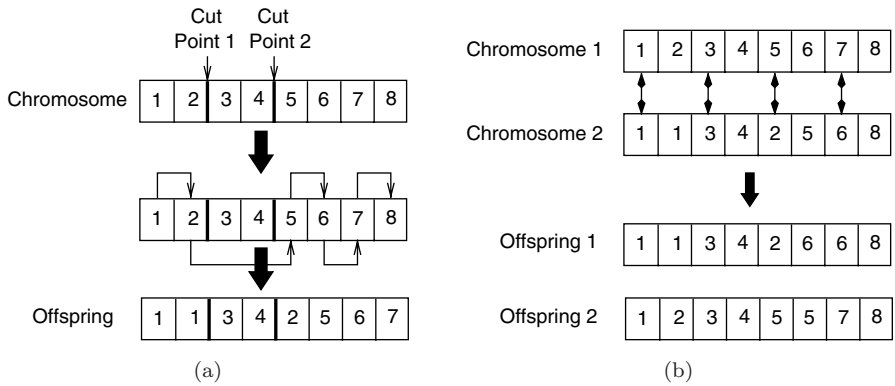 Cut Point 1
Cut Point 2
Chromosome 1 2 3 4 5 6 7 8
1 2 3 4 5 6 7 8
Offspring 1 1 3 4 2 5 6 7
(a)
Chromosome 1 1 2 3 4 5 6 7 8
Chromosome 2 1 1 3 4 2 5 6 8
Offspring 1 1 1 3 4 2 6 6 8
Offspring 2 1 2 3 4 5 5 7 8
(b)